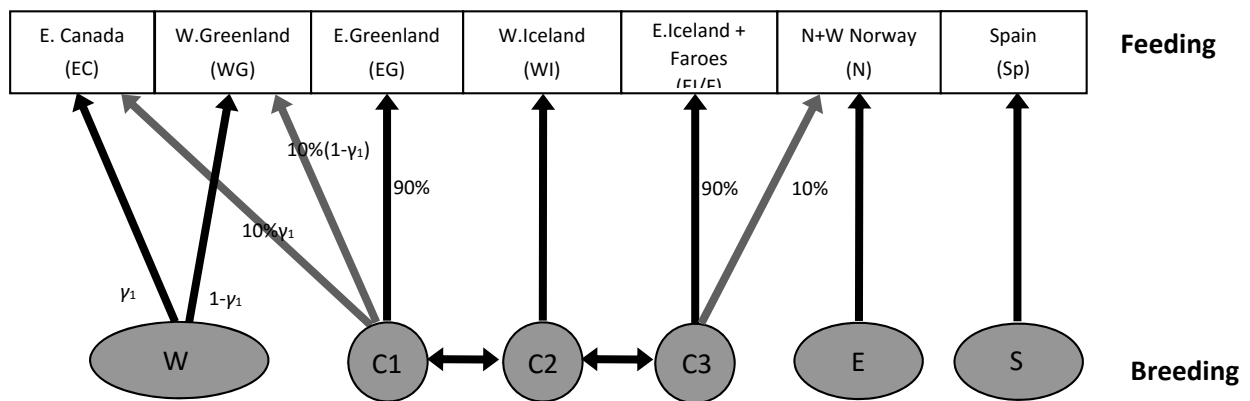 E. Canada
(EC)
W.Greenland
(WG)
E.Greenland
(EG)
W.Iceland
(WI)
E.Iceland +
Faroes
N+W Norway
(N)
Spain
(Sp)
Feeding
10%(1-γ₁)
90%
90%
10%
10%γ₁
γ₁
1-γ₁
W
C1
C2
C3
E
S
Breeding